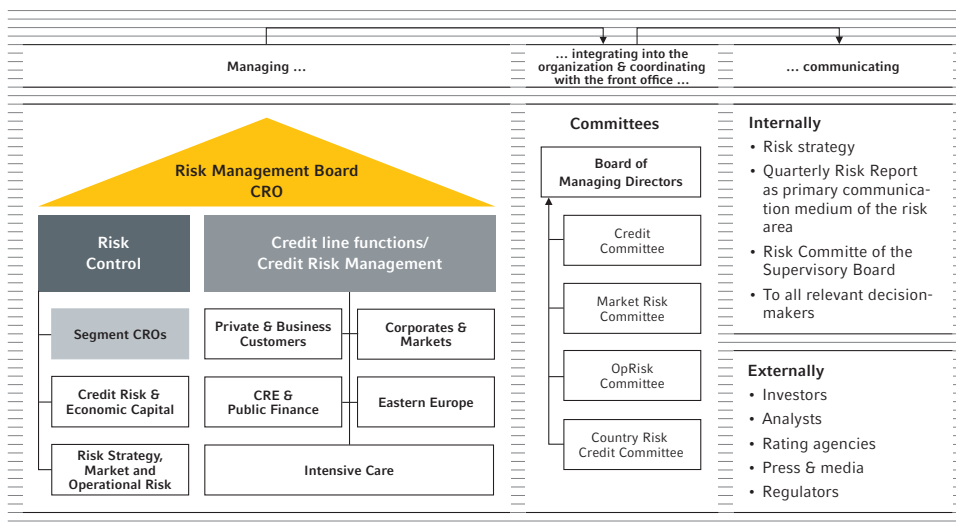 Managing ...
... integrating into the
organization & coordinating
with the front office ...
... communicating
Risk Management Board
CRO
Risk
Control
Credit line functions/
Credit Risk Management
Segment CROs
Private & Business
Customers
Corporates &
Markets
Credit Risk &
Economic Capital
CRE &
Public Finance
Eastern Europe
Risk Strategy,
Market and
Operational Risk
Intensive Care
Committees
Board of
Managing Directors
Credit
Committee
Market Risk
Committee
OpRisk
Committee
Country Risk
Credit Committee
Internally
• Risk strategy
• Quarterly Risk Report
as primary communica-
tion medium of the risk
area
• Risk Committe of the
Supervisory Board
• To all relevant decision-
makers
Externally
• Investors
• Analysts
• Rating agencies
• Press & media
• Regulators